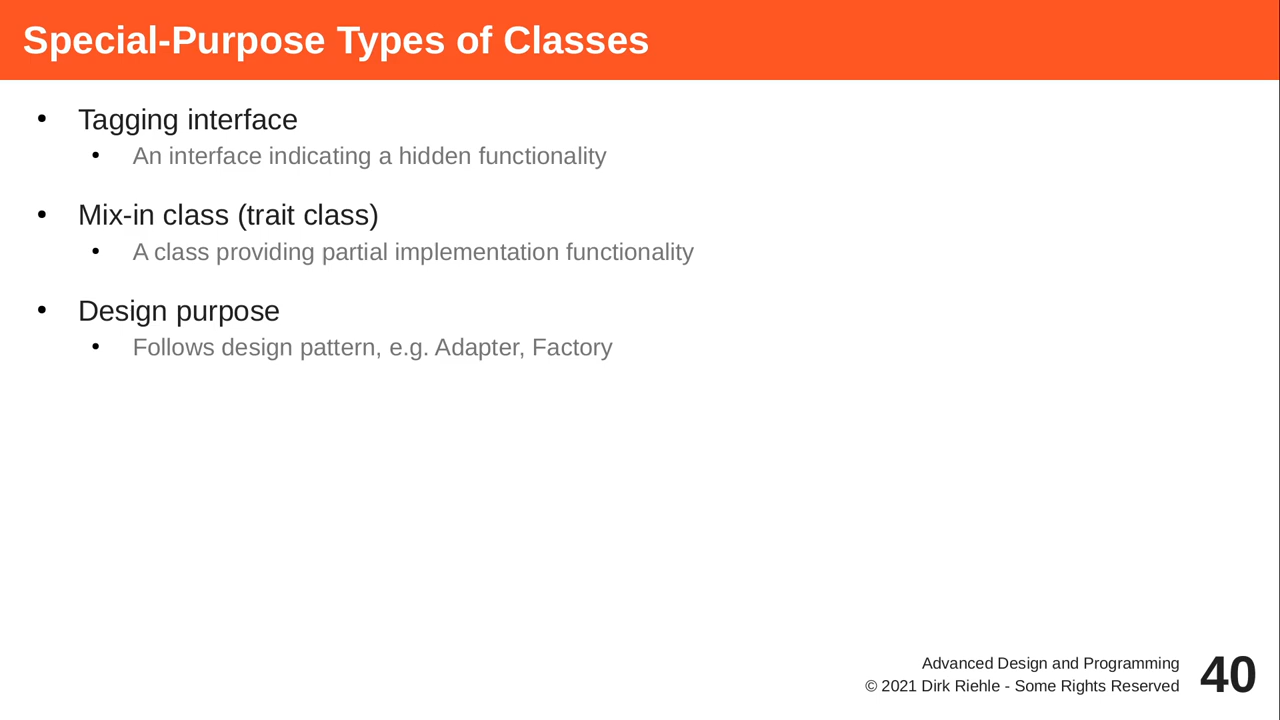 Special-Purpose Types of Classes
• Tagging interface
• An interface indicating a hidden functionality
• Mix-in class (trait class)
• A class providing partial implementation functionality
• Design purpose
• Follows design pattern, e.g. Adapter, Factory
Advanced Design and Programming
© 2021 Dirk Riehle - Some Rights Reserved
40